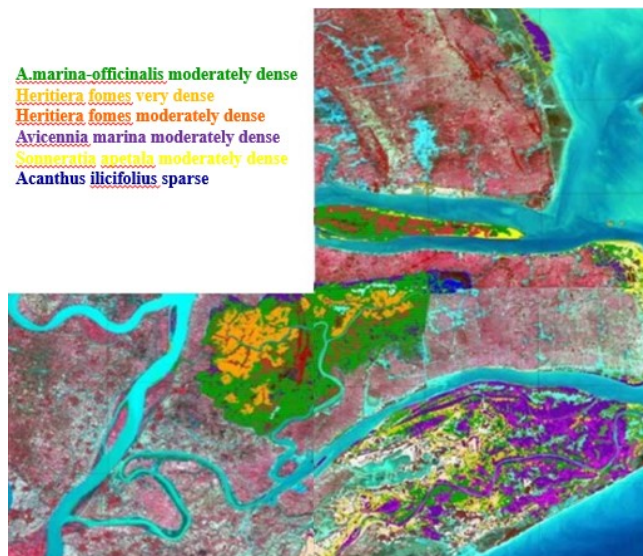 A.marina-officinalis moderately dense
Heritiera fomes very dense
Heritiera fomes moderately dense
Avicennia marina moderately dense
Sonneratia apetala moderately dense
Acanthus ilicifolius sparse